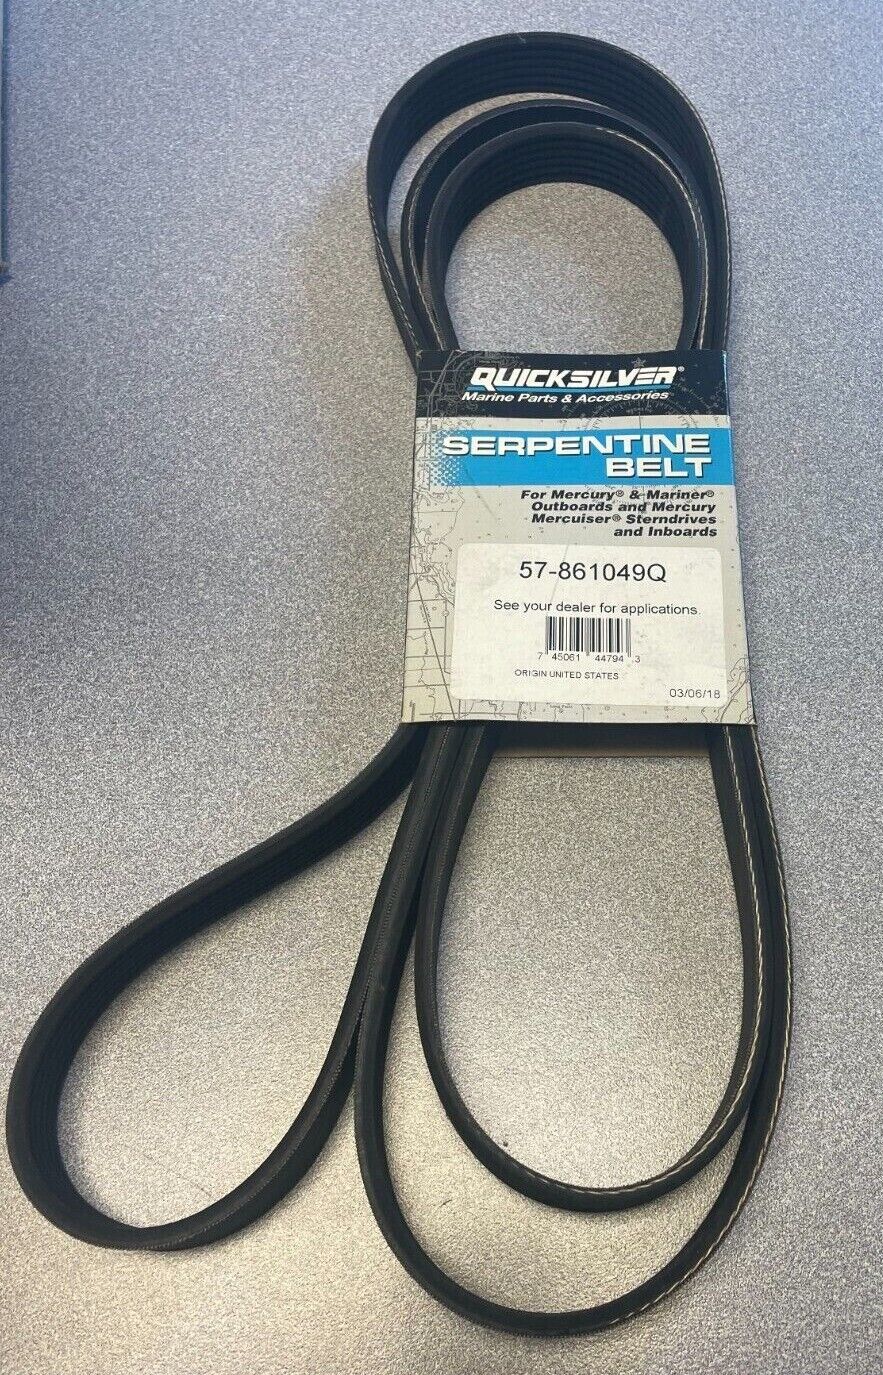 QUICKSILVER®
Marine Parts & Accessories
SERPENTINE
BELT
For Mercury® & Mariner®
Outboards and Mercury
Mercuiser® Sterndrives
and Inboards
57-861049Q
See your dealer for applications.
7 45061 44794 3
ORIGIN UNITED STATES
03/06/18